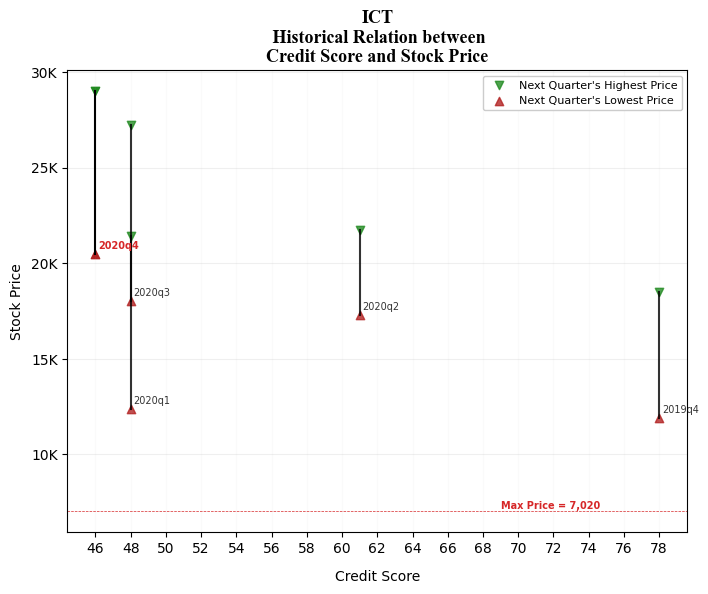 ICT
Historical Relation between
Credit Score and Stock Price
Next Quarter's Highest Price
Next Quarter's Lowest Price
30K
25K
20K
15K
10K
Stock Price
2020q4
2020q3
2020q2
2020q1
2019q4
Max Price = 7,020
46 48 50 52 54 56 58 60 62 64 66 68 70 72 74 76 78
Credit Score